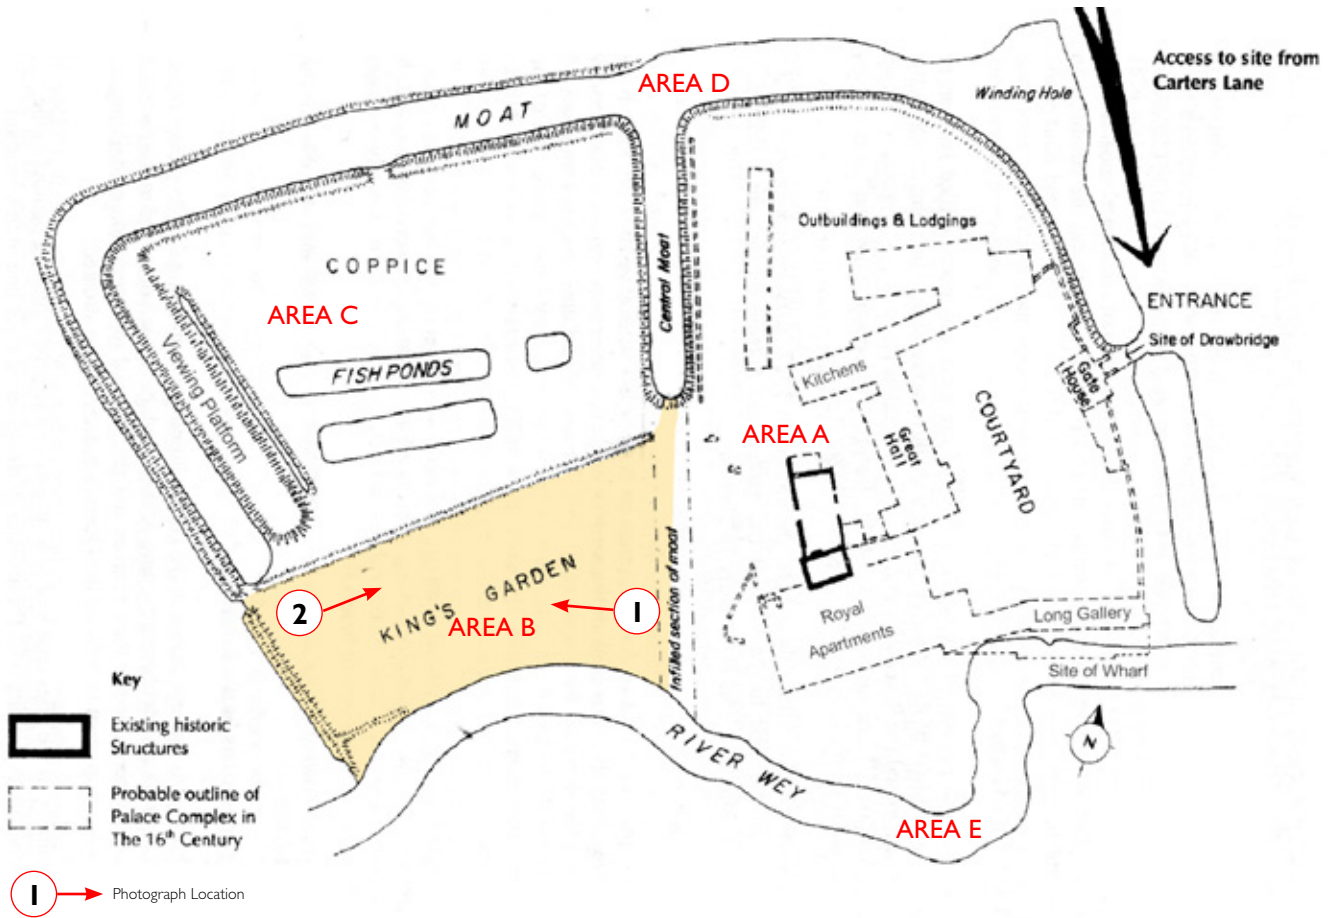 Access to site from
Carters Lane
AREA D
Winding Hole
MOAT
Outbuildings & Lodgings
COPPICE
Central Moat
ENTRANCE
AREA C
Site of Drawbridge
Viewing Platform
FISH PONDS
Kitchens
Gate
House
COURTYARD
AREA A
Great
Hall
KING'S GARDEN
Infilled section of moat
2
1
AREA B
Royal
Apartments
Long Gallery
Site of Wharf
Key
Existing historic
Structures
RIVER WEY
N
Probable outline of
Palace Complex in
The 16th Century
AREA E
1
Photograph Location